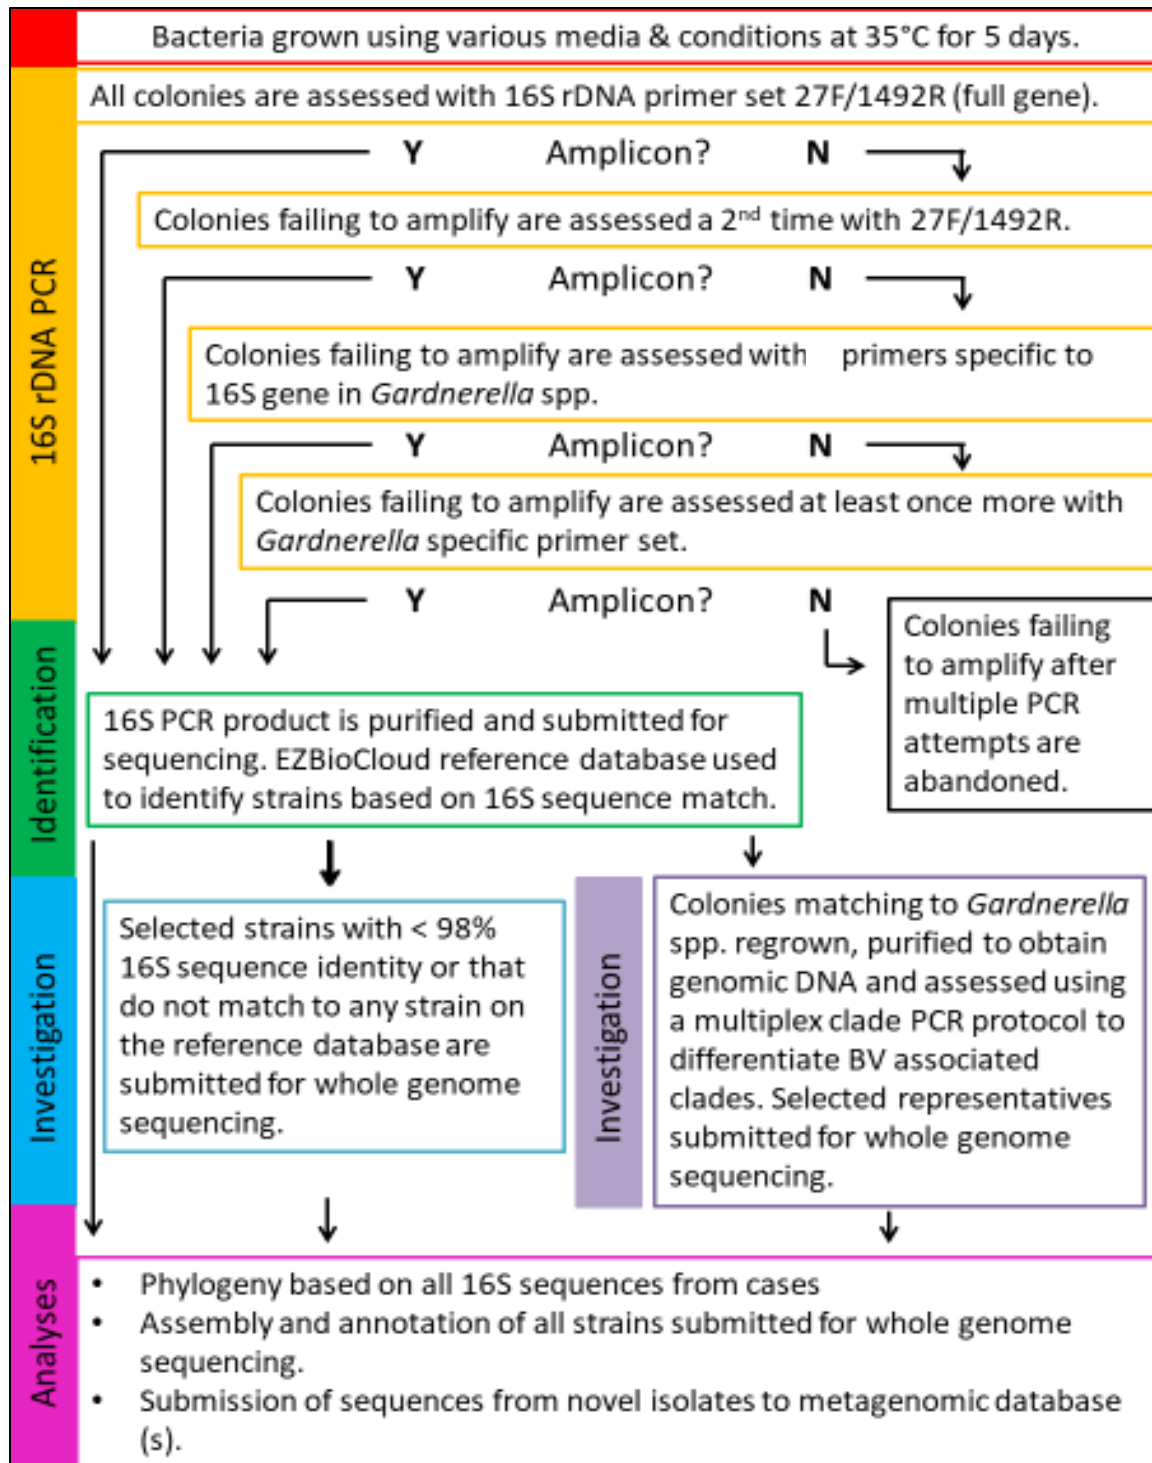 Bacteria grown using various media & conditions at 35°C for 5 days.
16S rDNA PCR
All colonies are assessed with 16S rDNA primer set 27F/1492R (full gene).
Y Amplicon? N
Colonies failing to amplify are assessed a 2nd time with 27F/1492R.
Y Amplicon? N
Colonies failing to amplify are assessed with primers specific to
16S gene in Gardnerella spp.
Y Amplicon? N
Colonies failing to amplify are assessed at least once more with
Gardnerella specific primer set.
Y Amplicon? N
Colonies failing
to amplify after
multiple PCR
attempts are
abandoned.
Identification
16S PCR product is purified and submitted for
sequencing. EZBioCloud reference database used
to identify strains based on 16S sequence match.
Investigation
Selected strains with < 98%
16S sequence identity or that
do not match to any strain on
the reference database are
submitted for whole genome
sequencing.
Investigation
Colonies matching to Gardnerella
spp. regrown, purified to obtain
genomic DNA and assessed using
a multiplex clade PCR protocol to
differentiate BV associated
clades. Selected representatives
submitted for whole genome
sequencing.
Analyses
• Phylogeny based on all 16S sequences from cases
• Assembly and annotation of all strains submitted for whole genome
sequencing.
• Submission of sequences from novel isolates to metagenomic database
(s).